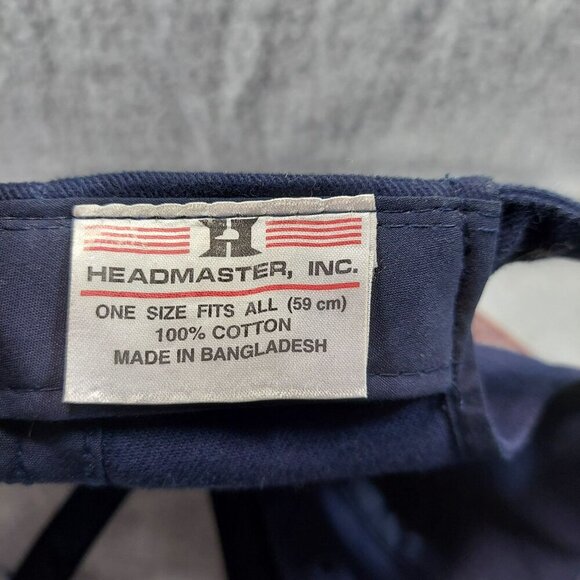 H
HEADMASTER, INC.
ONE SIZE FITS ALL (59 cm)
100% COTTON
MADE IN BANGLADESH